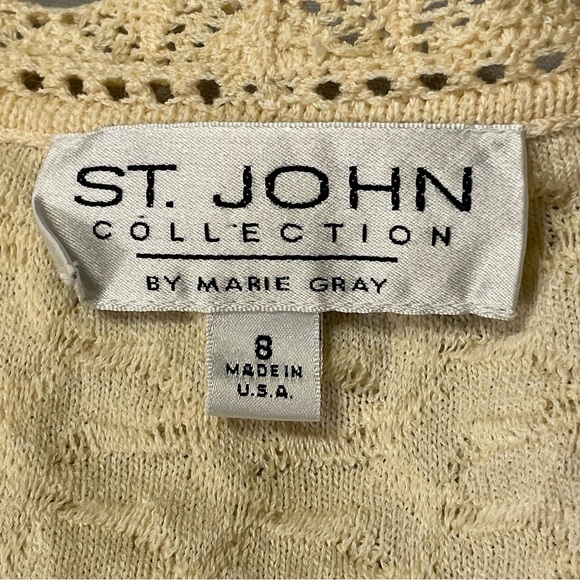 ST. JOHN
COLLECTION
BY MARIE GRAY
8
MADE IN
U.S.A.